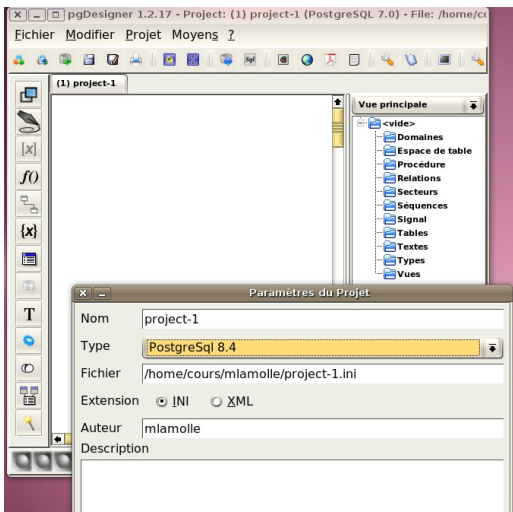 pgDesigner 1.2.17 - Project: (1) project-1 (PostgreSQL 7.0) - File: /home/co
Fichier Modifier Projet Moyens ?
Sql
(1) project-1
Vue principale
<vide>
Domaines
Espace de table
Procédure
Relations
Secteurs
Séquences
Signal
Tables
Textes
Types
Vues
[x]
f()
{x}
T
Paramètres du Projet
Nom project-1
Type PostgreSql 8.4
Fichier /home/cours/mlamolle/project-1.ini
Extension INI XML
Auteur mlamolle
Description